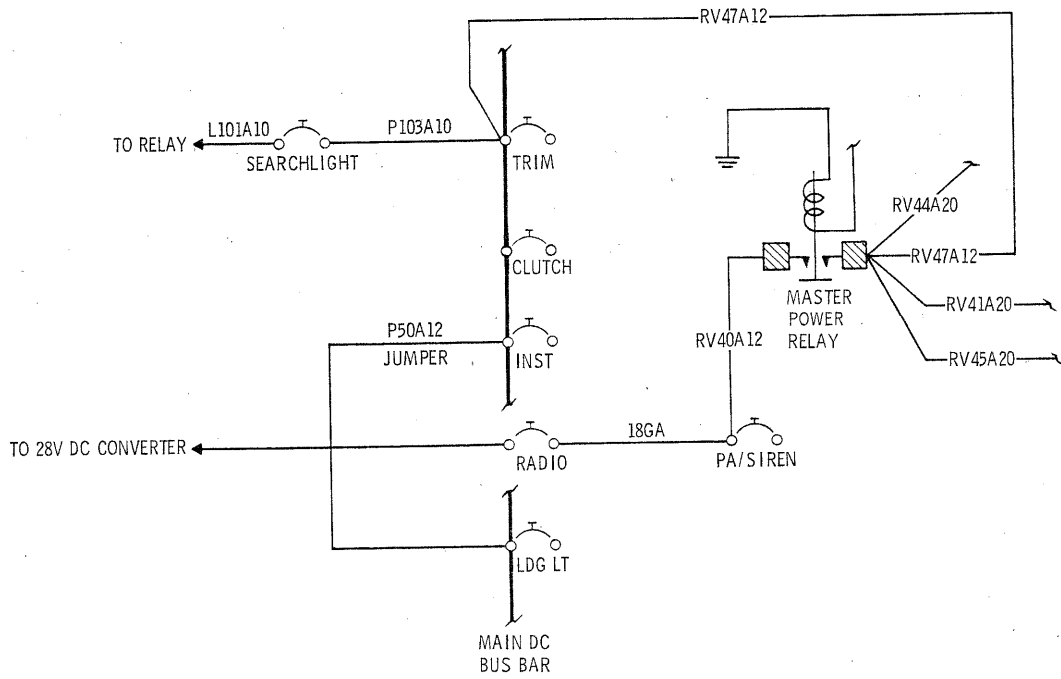 RV47A12
L101A10
P103A10
TO RELAY
SEARCHLIGHT
TRIM
RV44A20
CLUTCH
RV47A12
MASTER
POWER
RELAY
RV41A20
P50A12
JUMPER
INST
RV40A12
RV45A20
TO 28V DC CONVERTER
18GA
RADIO
PA/SIREN
LDG LT
MAIN DC
BUS BAR